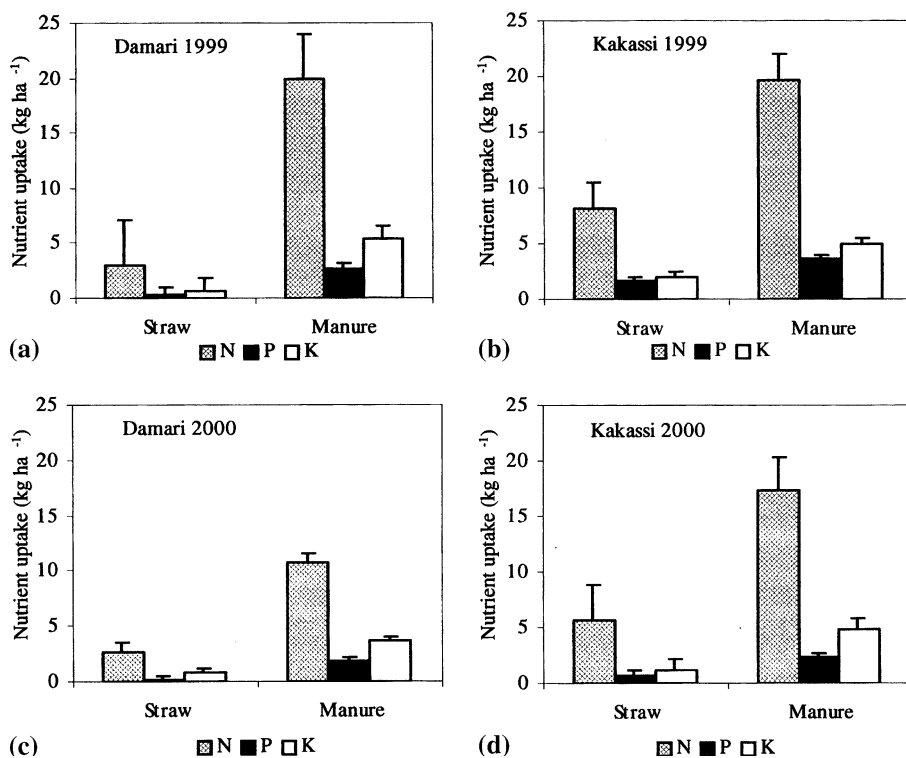 Damari 1999
Nutrient uptake (kg ha -1)
25
20
15
10
5
0
Straw
Manure
(a)
N P K
Kakassi 1999
Nutrient uptake (kg ha -1)
25
20
15
10
5
0
Straw
Manure
(b)
N P K
Damari 2000
Nutrient uptake (kg ha -1)
25
20
15
10
5
0
Straw
Manure
(c)
N P K
Kakassi 2000
Nutrient uptake (kg ha -1)
25
20
15
10
5
0
Straw
Manure
(d)
N P K